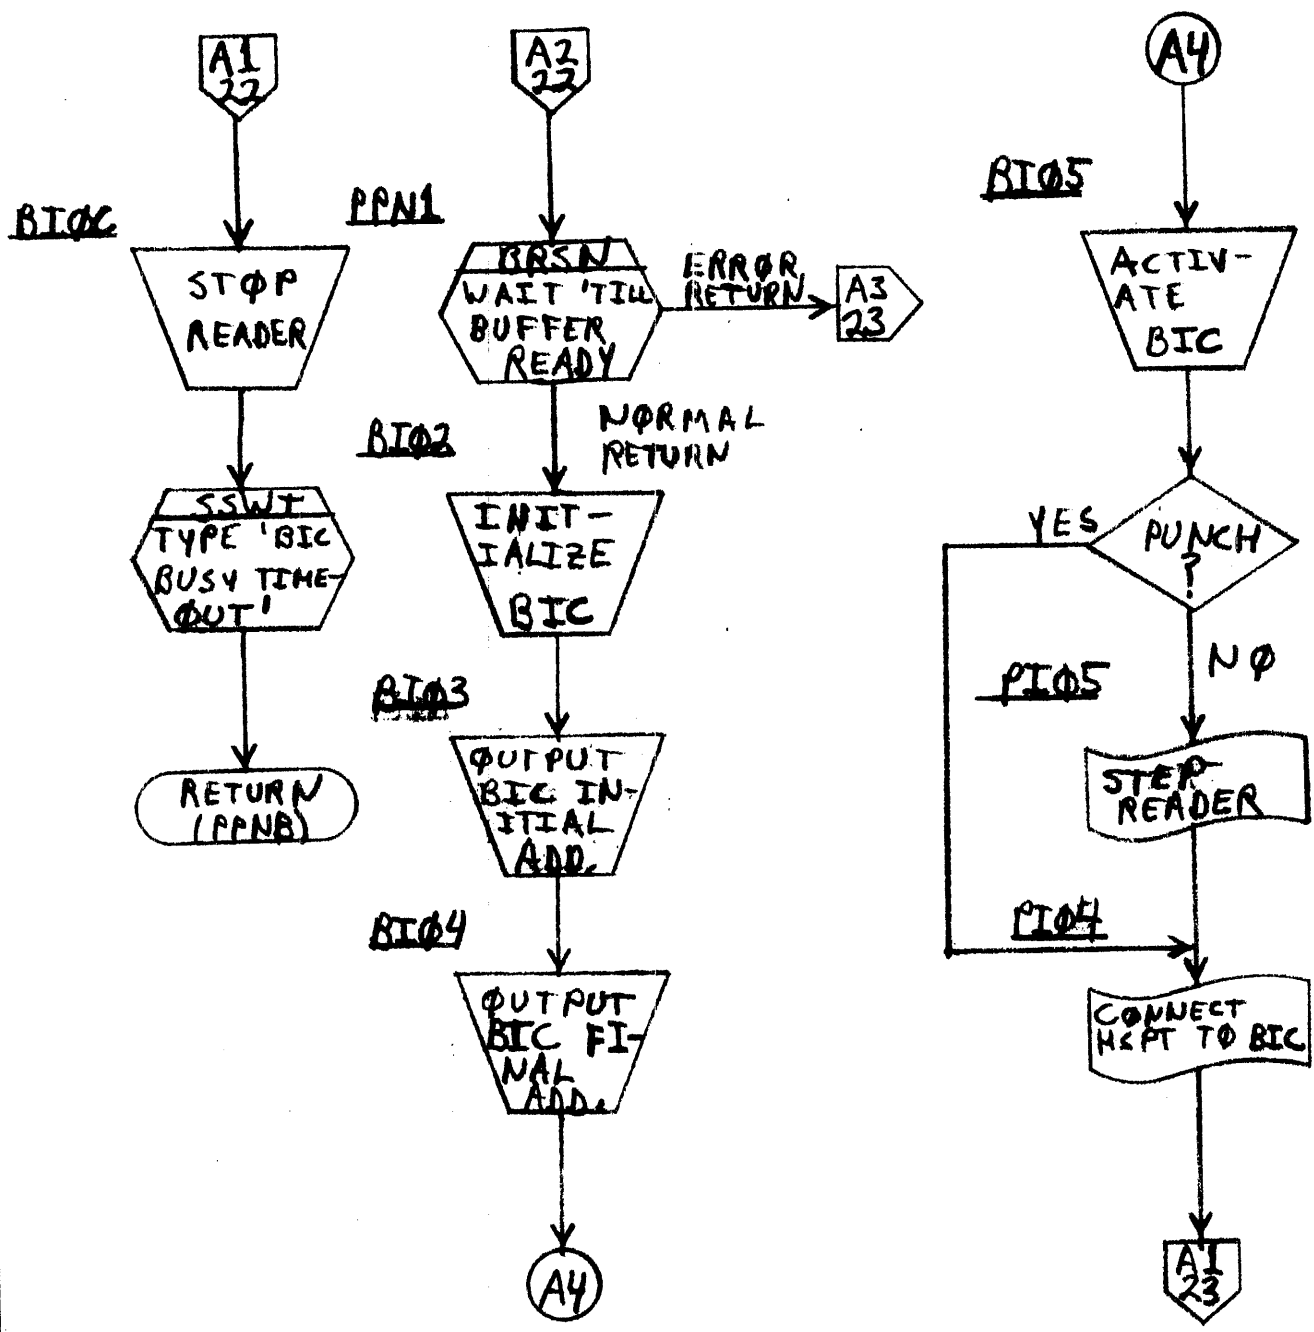 A1
22
BIØC
STØP
READER
SSWT
TYPE 'BIC
BUSY TIME-
ØUT'
RETURN
(PPNB)
A2
22
PPN1
BRSN
WAIT 'TILL
BUFFER
READY
ERRØR
RETURN
A3
23
NØRMAL
RETURN
BIØ2
INIT-
IALIZE
BIC
BIØ3
ØUTPUT
BIC IN-
ITIAL
ADD.
BIØ4
ØUTPUT
BIC FI-
NAL
ADD.
A4
A4
BIØ5
ACTIV-
ATE
BIC
PUNCH
?
YES
NØ
PIØ5
STEP
READER
PIØ4
CØNNECT
HSPT TØ BIC
A1
23